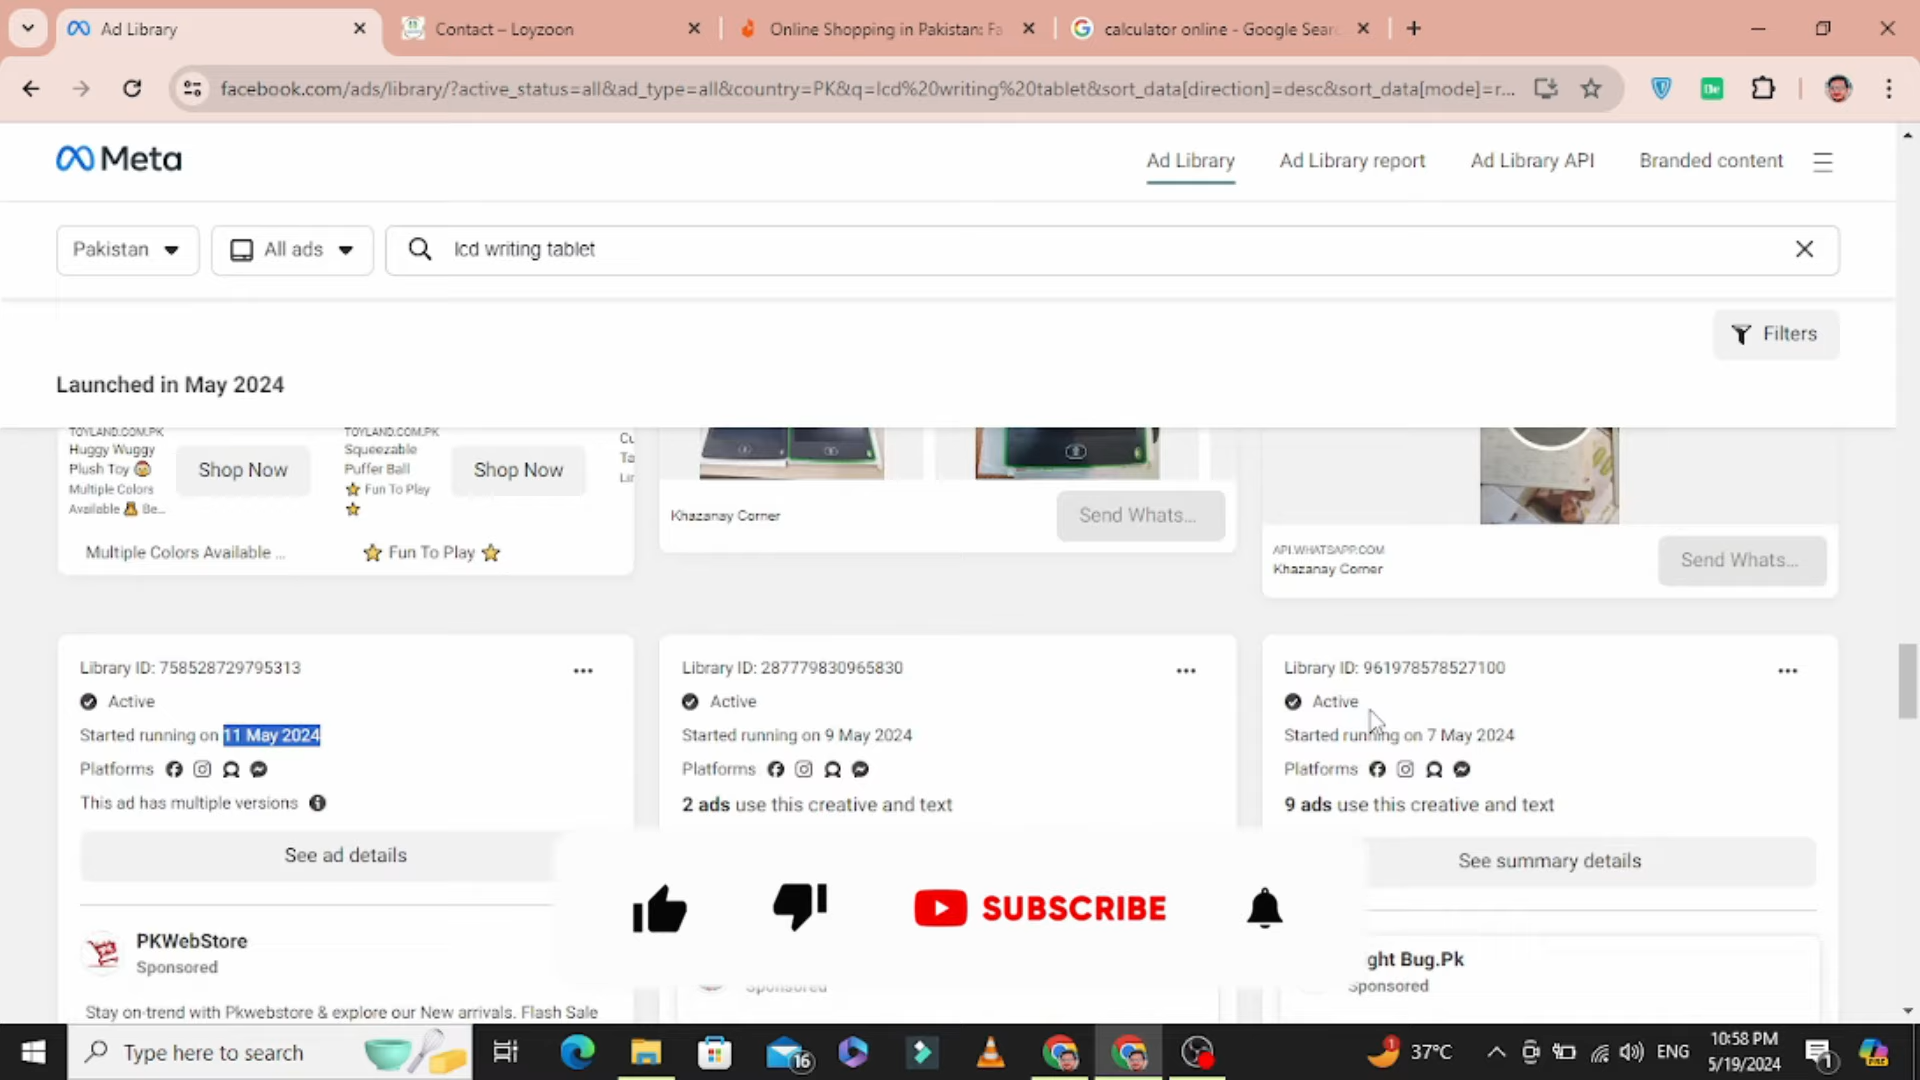 Ad Library
Contact – Loyzoon
Online Shopping in Pakistan: Fa
calculator online - Google Sear
facebook.com/ads/library/?active_status=all&ad_type=all&country=PK&q=lcd%20writing%20tablet&sort_data[direction]=desc&sort_data[mode]=r...
De
Meta
Ad Library
Ad Library report
Ad Library API
Branded content
Pakistan
All ads
lcd writing tablet
Filters
Launched in May 2024
TOYLAND.COM.PK
Huggy Wuggy
Plush Toy
Multiple Colors
Available Be...
Shop Now
Multiple Colors Available ...
TOYLAND.COM.PK
Squeezable
Puffer Ball
Fun To Play
Shop Now
Fun To Play
Khazanay Corner
Send Whats...
API.WHATSAPP.COM
Khazanay Corner
Send Whats...
Library ID: 758528729795313
Active
Started running on 11 May 2024
Platforms
This ad has multiple versions
See ad details
PKWebStore
Sponsored
Stay on-trend with Pkwebstore & explore our New arrivals. Flash Sale
Library ID: 287779830965830
Active
Started running on 9 May 2024
Platforms
2 ads use this creative and text
Sponsored
Library ID: 961978578527100
Active
Started running on 7 May 2024
Platforms
9 ads use this creative and text
See summary details
ght Bug.Pk
Sponsored
SUBSCRIBE
Type here to search
16
1
37°C
ENG
10:58 PM
5/19/2024
1